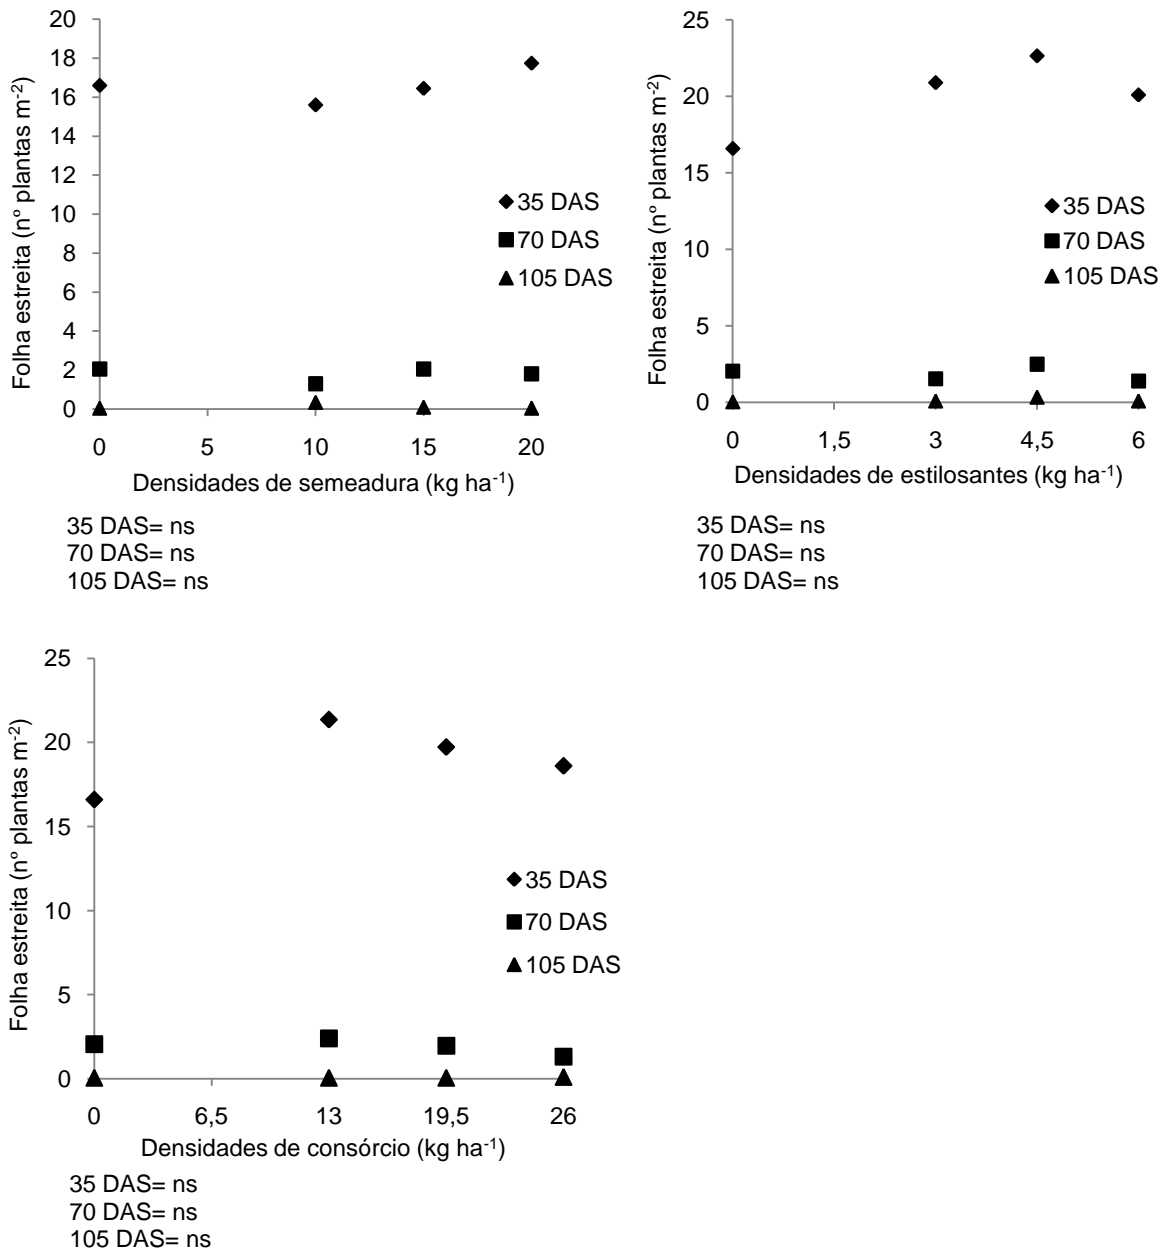 Folha estreita (nº plantas m⁻²)
20
18
16
14
12
10
8
6
4
2
0
35 DAS
70 DAS
105 DAS
0 5 10 15 20
Densidades de semeadura (kg ha⁻¹)
35 DAS= ns
70 DAS= ns
105 DAS= ns
Folha estreita (nº plantas m⁻²)
25
20
15
10
5
0
35 DAS
70 DAS
105 DAS
0 1,5 3 4,5 6
Densidades de estilosantes (kg ha⁻¹)
35 DAS= ns
70 DAS= ns
105 DAS= ns
Folha estreita (nº plantas m⁻²)
25
20
15
10
5
0
35 DAS
70 DAS
105 DAS
0 6,5 13 19,5 26
Densidades de consórcio (kg ha⁻¹)
35 DAS= ns
70 DAS= ns
105 DAS= ns